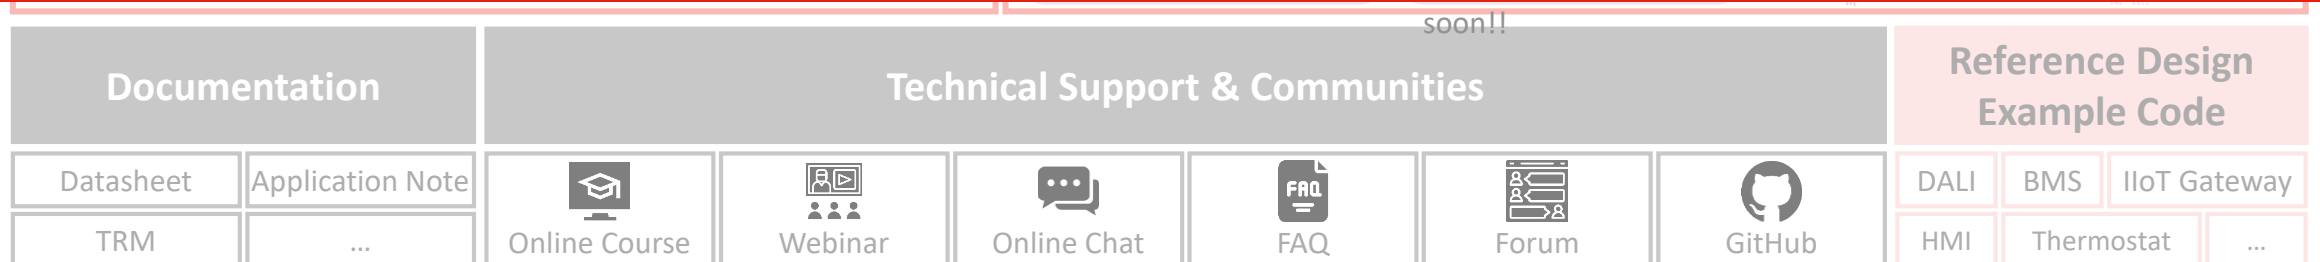 soon!!
Documentation
Technical Support & Communities
Reference Design
Example Code
Datasheet
Application Note
TRM
...
Online Course
Webinar
Online Chat
FAQ
FAQ
Forum
GitHub
DALI
BMS
IIoT Gateway
HMI
Thermostat
...